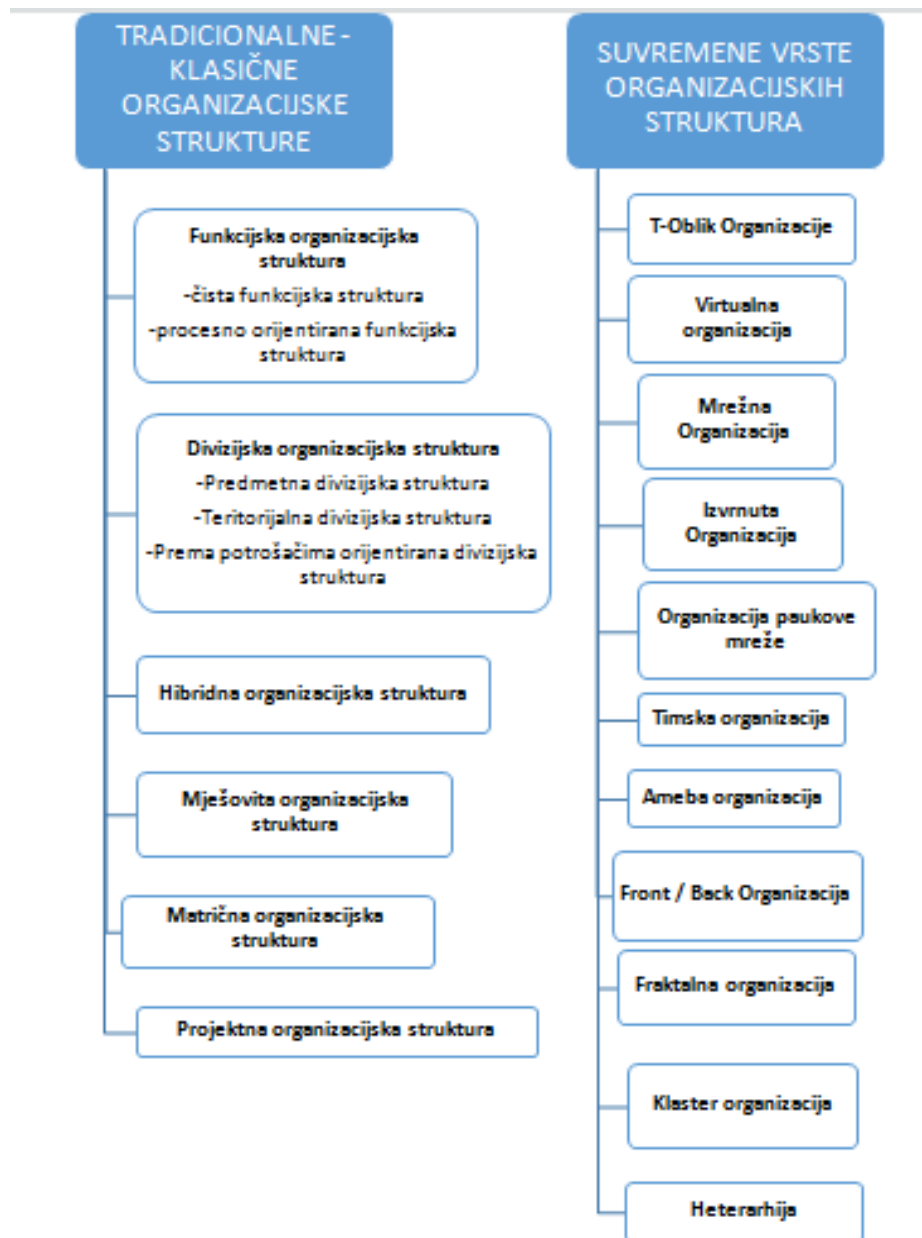 TRADICIONALNE -
KLASIČNE
ORGANIZACIJSKE
STRUKTURE
Funkcijska organizacijska
struktura
-čista funkcijska struktura
-procesno orijentirana funkcijska
struktura
Divizijska organizacijska struktura
-Predmetna divizijska struktura
-Teritorijalna divizijska struktura
-Prema potrošačima orijentirana divizijska
struktura
Hibridna organizacijska struktura
Mješovita organizacijska
struktura
Matrična organizacijska
struktura
Projektna organizacijska struktura
SUVREMENE VRSTE
ORGANIZACIJSKIH
STRUKTURA
T-Oblik Organizacije
Virtualna
organizacija
Mrežna
Organizacija
Izvrnuta
Organizacija
Organizacija paukove
mreže
Timska organizacija
Ameba organizacija
Front / Back Organizacija
Fraktalna organizacija
Klaster organizacija
Heterarhija